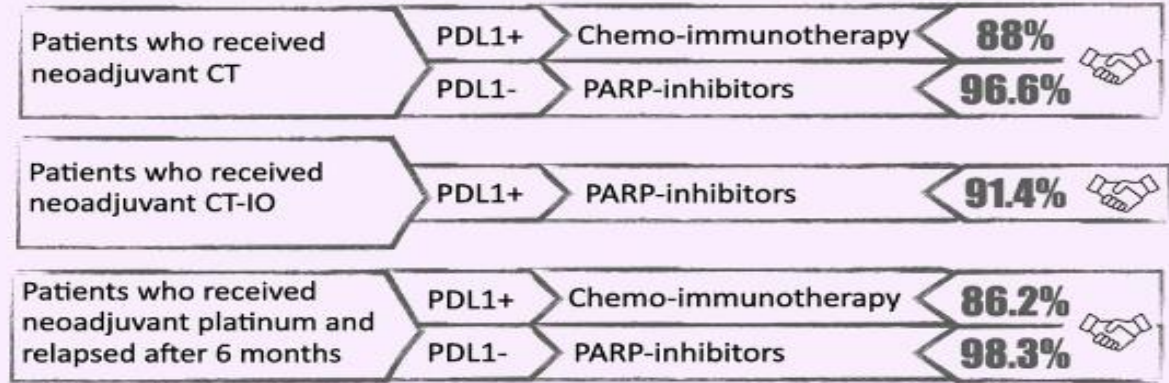 Patients who received
neoadjuvant CT
PDL1+ Chemo-immunotherapy 88%
PDL1- PARP-inhibitors 96.6%
Patients who received
neoadjuvant CT-IO
PDL1+ PARP-inhibitors 91.4%
Patients who received
neoadjuvant platinum and
relapsed after 6 months
PDL1+ Chemo-immunotherapy 86.2%
PDL1- PARP-inhibitors 98.3%